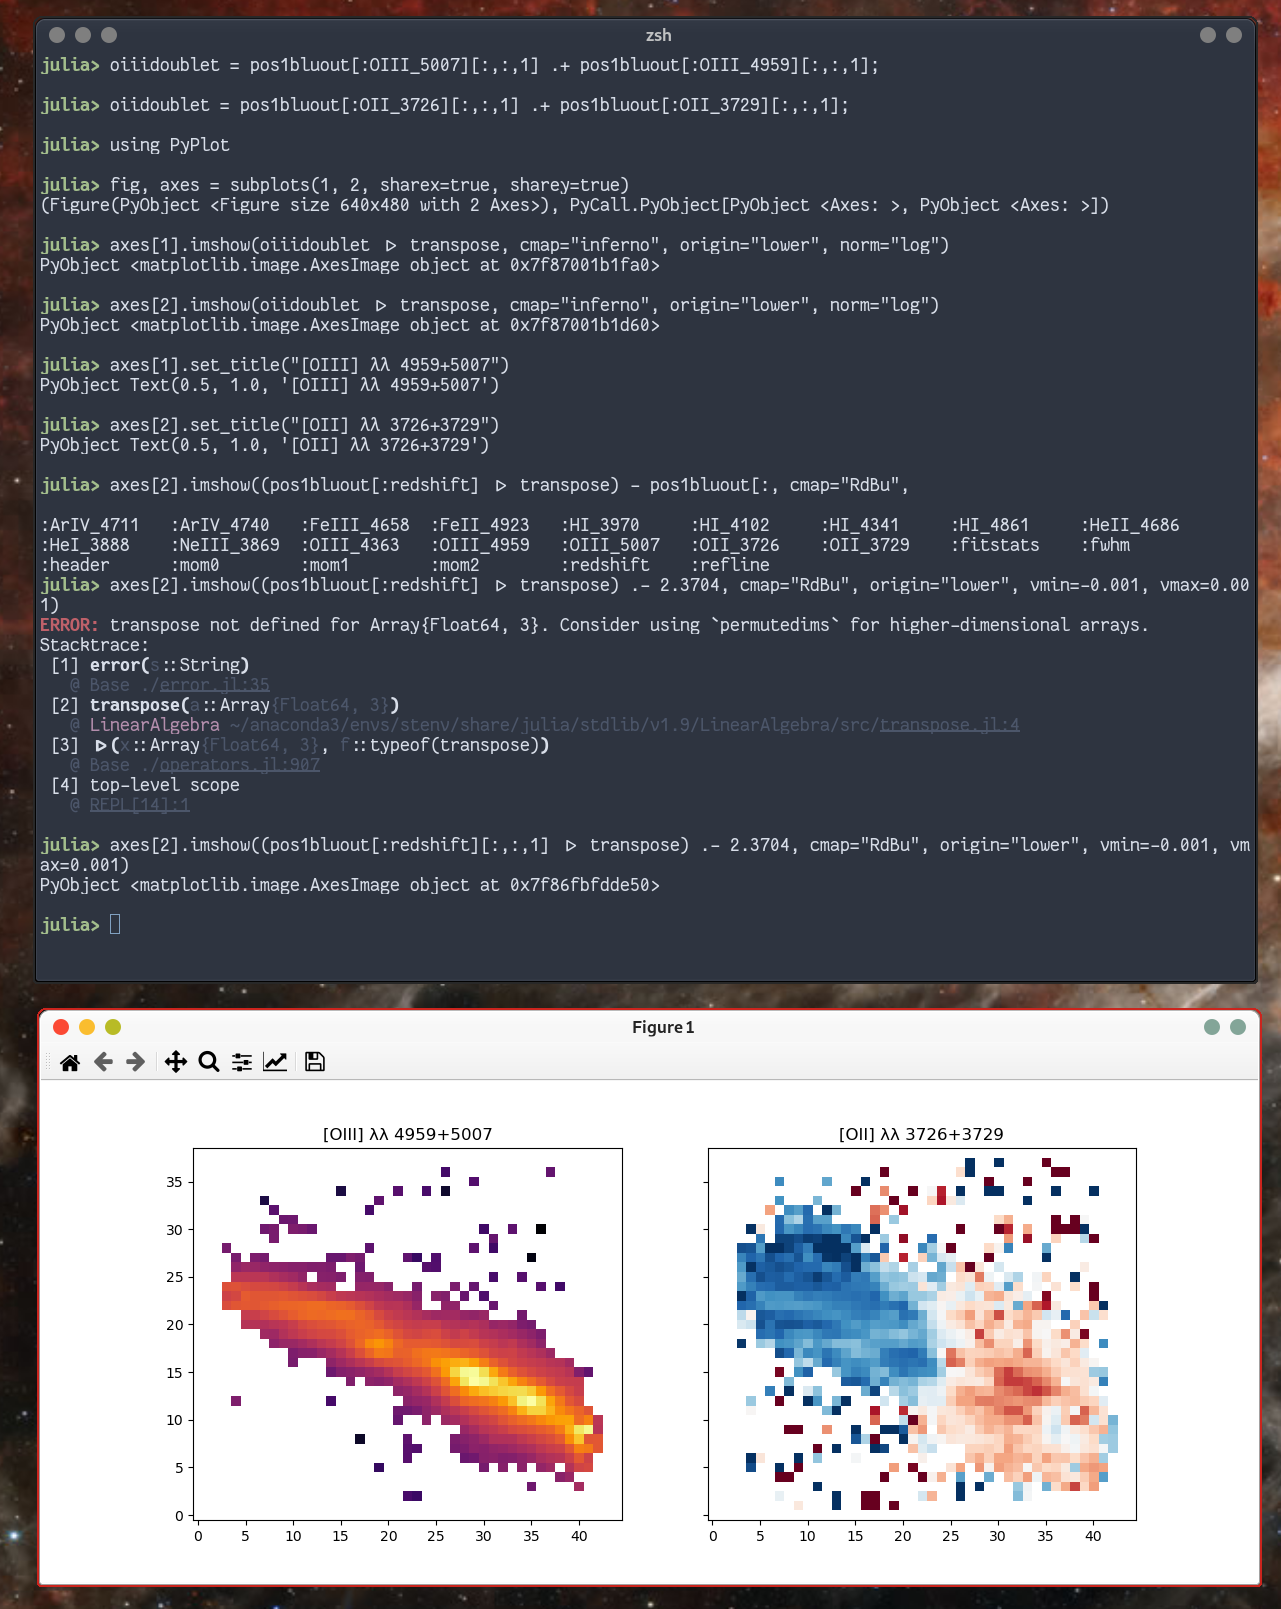 zsh
julia> oiiidoublet = pos1bluout[:OIII_5007][:,:,1] .+ pos1bluout[:OIII_4959][:,:,1];
julia> oiidoublet = pos1bluout[:OII_3726][:,:,1] .+ pos1bluout[:OII_3729][:,:,1];
julia> using PyPlot
julia> fig, axes = subplots(1, 2, sharex=true, sharey=true)
(Figure(PyObject <Figure size 640x480 with 2 Axes>), PyCall.PyObject[PyObject <Axes: >, PyObject <Axes: >])
julia> axes[1].imshow(oiiidoublet |> transpose, cmap="inferno", origin="lower", norm="log")
PyObject <matplotlib.image.AxesImage object at 0x7f87001b1fa0>
julia> axes[2].imshow(oiidoublet |> transpose, cmap="inferno", origin="lower", norm="log")
PyObject <matplotlib.image.AxesImage object at 0x7f87001b1d60>
julia> axes[1].set_title("[OIII] λλ 4959+5007")
PyObject Text(0.5, 1.0, '[OIII] λλ 4959+5007')
julia> axes[2].set_title("[OII] λλ 3726+3729")
PyObject Text(0.5, 1.0, '[OII] λλ 3726+3729')
julia> axes[2].imshow((pos1bluout[:redshift] |> transpose) - pos1bluout[:, cmap="RdBu",
:ArIV_4711 :ArIV_4740 :FeIII_4658 :FeII_4923 :HI_3970 :HI_4102 :HI_4341 :HI_4861 :HeII_4686
:HeI_3888 :NeIII_3869 :OIII_4363 :OIII_4959 :OIII_5007 :OII_3726 :OII_3729 :fitstats :fwhm
:header :mom0 :mom1 :mom2 :redshift :refline
julia> axes[2].imshow((pos1bluout[:redshift] |> transpose) .- 2.3704, cmap="RdBu", origin="lower", vmin=-0.001, vmax=0.00
1)
ERROR: transpose not defined for Array{Float64, 3}. Consider using `permutedims` for higher-dimensional arrays.
Stacktrace:
[1] error(s::String)
@ Base ./error.jl:35
[2] transpose(a::Array{Float64, 3})
@ LinearAlgebra ~/anaconda3/envs/stenv/share/julia/stdlib/v1.9/LinearAlgebra/src/transpose.jl:4
[3] |>(x::Array{Float64, 3}, f::typeof(transpose))
@ Base ./operators.jl:907
[4] top-level scope
@ REPL[14]:1
julia> axes[2].imshow((pos1bluout[:redshift][:,:,1] |> transpose) .- 2.3704, cmap="RdBu", origin="lower", vmin=-0.001, vm
ax=0.001)
PyObject <matplotlib.image.AxesImage object at 0x7f86fbfdde50>
julia>
Figure 1
[OIII] λλ 4959+5007
35
30
25
20
15
10
5
0
0 5 10 15 20 25 30 35 40
[OII] λλ 3726+3729
0 5 10 15 20 25 30 35 40